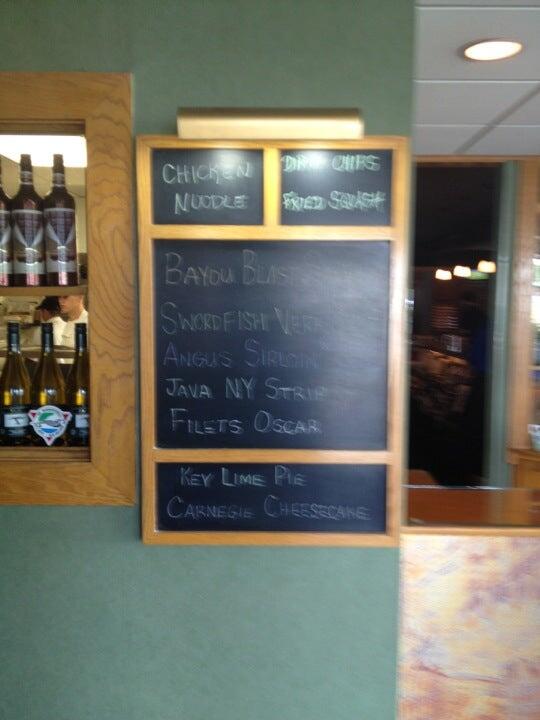 CHICKEN
NUODLE
CHIPS
FRIED SQUASH
BAYOU BLAST
SWORDFISH
ANGUS SIRLOIN
JAVA NY STRIP
FILETS OSCAR
KEY LIME PIE
CARNEGIE CHEESECAKE